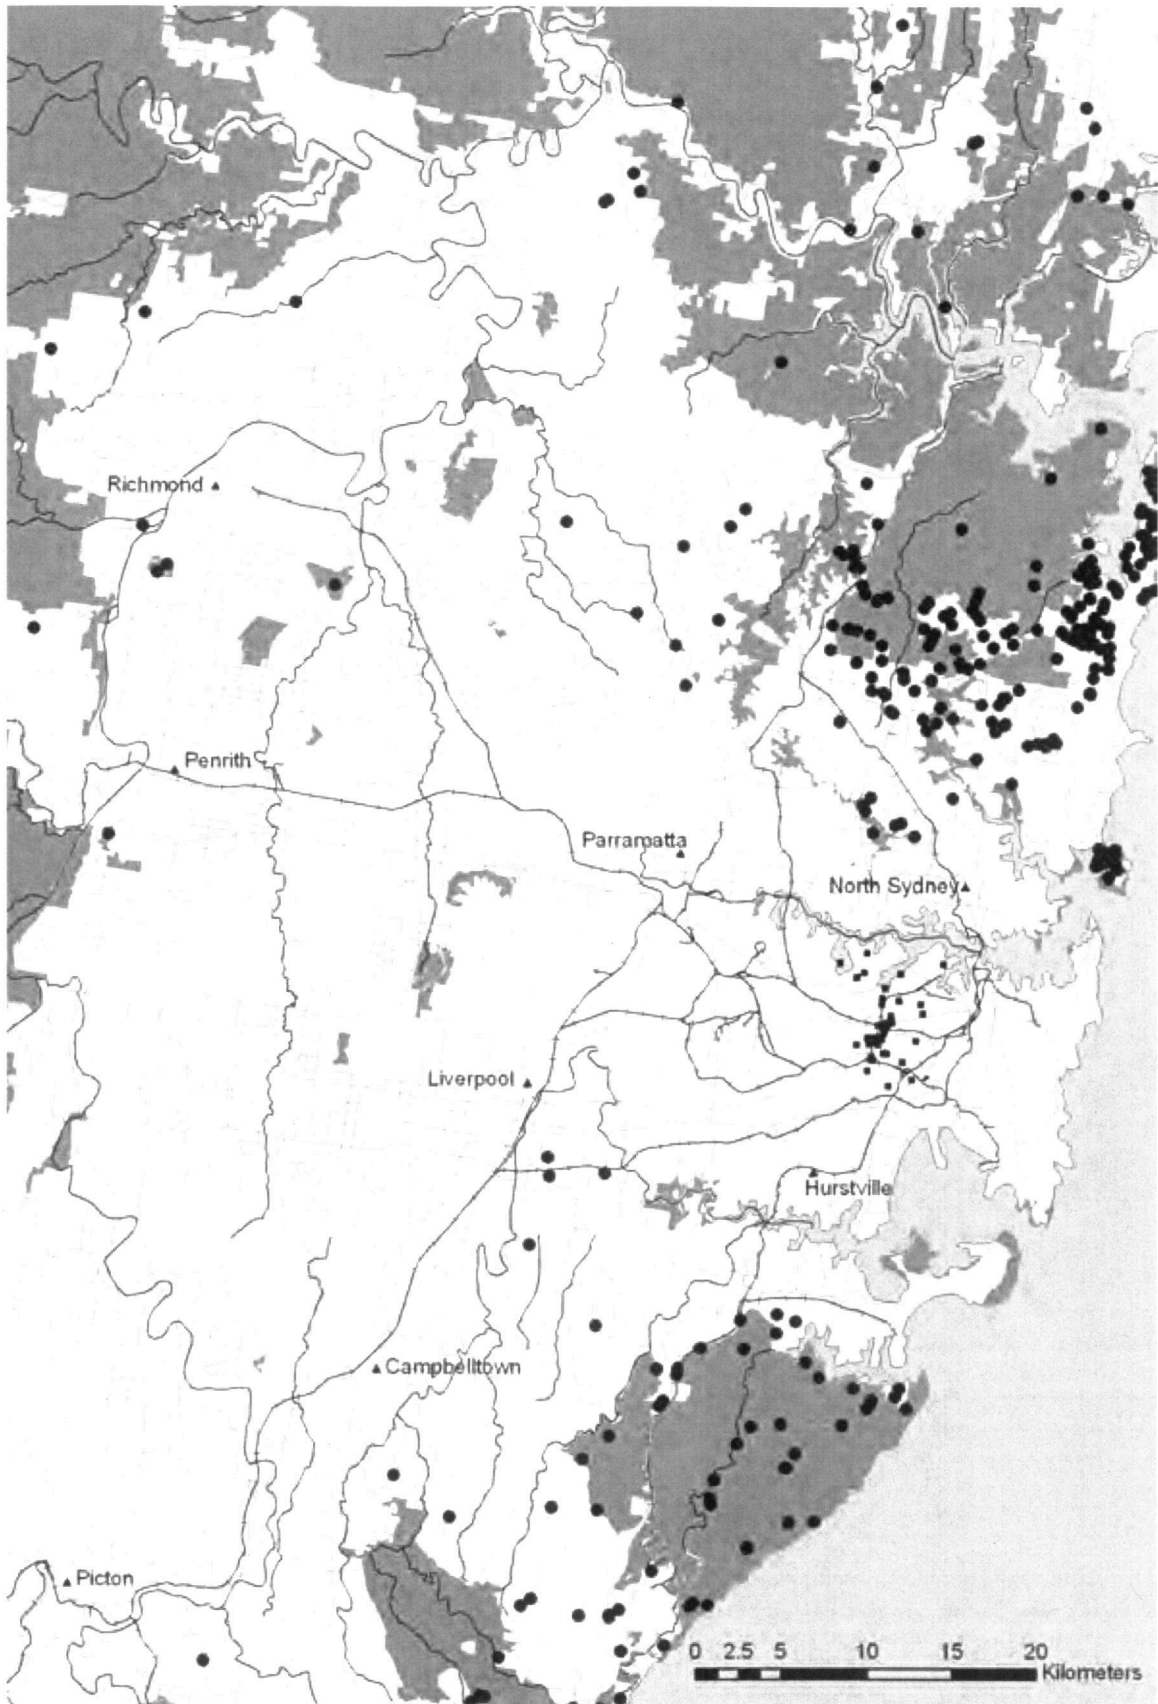 Richmond
Penrith
Parramatta
North Sydney
Liverpool
Hurstville
Campbelltown
Picton
0 2.5 5 10 15 20
Kilometers